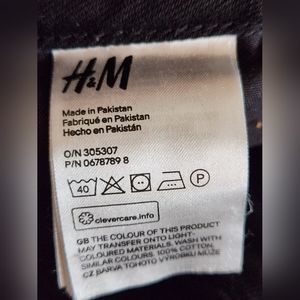 H&M
Made in Pakistan
Fabriqué en Pakistan
Hecho en Pakistán
O/N 305307
P/N 0678789 8
40
P
clevercare.info
GB THE COLOUR OF THIS PRODUCT
MAY TRANSFER ONTO LIGHT-
COLOURED MATERIALS. WASH WITH
SIMILAR COLOURS. 100% COTTON.
CZ BARVA TOHOTO VÝROBKU MŮŽE